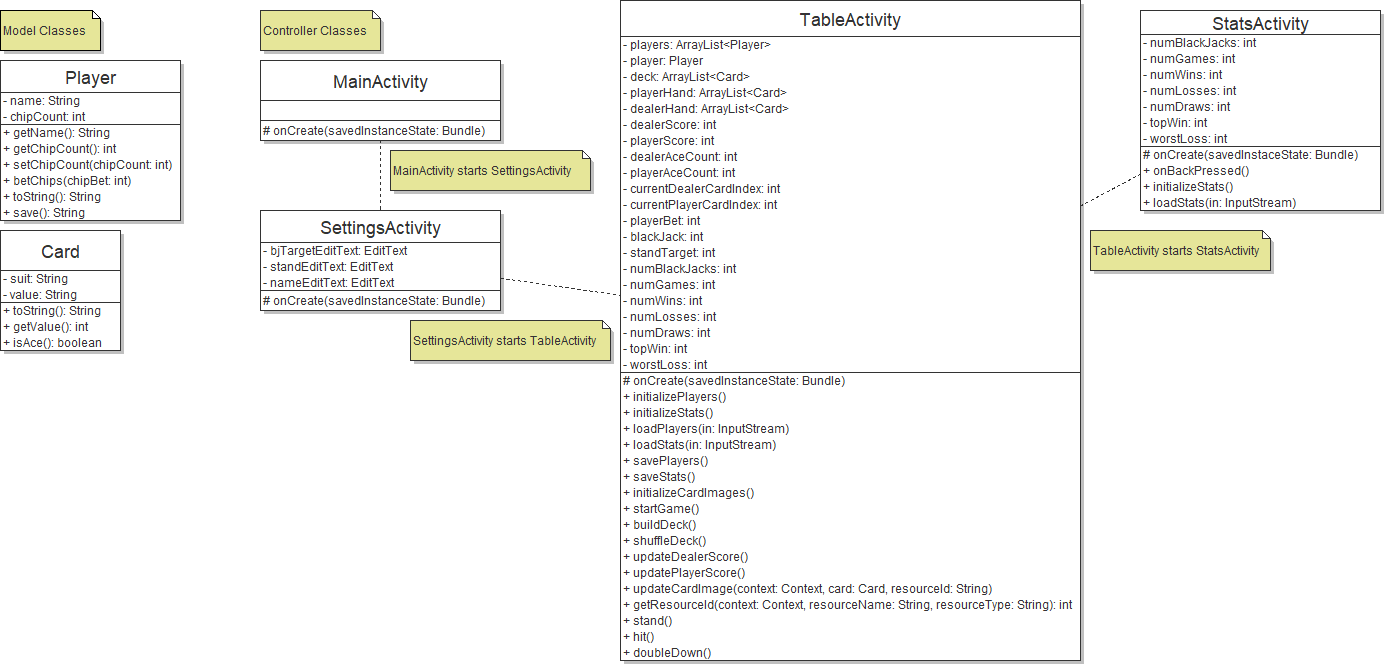 Model Classes
Player
- name: String
- chipCount: int
+ getName(): String
+ getChipCount(): int
+ setChipCount(chipCount: int)
+ betChips(chipBet: int)
+ toString(): String
+ save(): String
Card
- suit: String
- value: String
+ toString(): String
+ getValue(): int
+ isAce(): boolean
Controller Classes
MainActivity
# onCreate(savedInstanceState: Bundle)
MainActivity starts SettingsActivity
SettingsActivity
- bjTargetEditText: EditText
- standEditText: EditText
- nameEditText: EditText
# onCreate(savedInstanceState: Bundle)
SettingsActivity starts TableActivity
TableActivity
- players: ArrayList<Player>
- player: Player
- deck: ArrayList<Card>
- playerHand: ArrayList<Card>
- dealerHand: ArrayList<Card>
- dealerScore: int
- playerScore: int
- dealerAceCount: int
- playerAceCount: int
- currentDealerCardIndex: int
- currentPlayerCardIndex: int
- playerBet: int
- blackJack: int
- standTarget: int
- numBlackJacks: int
- numGames: int
- numWins: int
- numLosses: int
- numDraws: int
- topWin: int
- worstLoss: int
# onCreate(savedInstanceState: Bundle)
+ initializePlayers()
+ initializeStats()
+ loadPlayers(in: InputStream)
+ loadStats(in: InputStream)
+ savePlayers()
+ saveStats()
+ initializeCardImages()
+ startGame()
+ buildDeck()
+ shuffleDeck()
+ updateDealerScore()
+ updatePlayerScore()
+ updateCardImage(context: Context, card: Card, resourceId: String)
+ getResourceId(context: Context, resourceName: String, resourceType: String): int
+ stand()
+ hit()
+ doubleDown()
StatsActivity
- numBlackJacks: int
- numGames: int
- numWins: int
- numLosses: int
- numDraws: int
- topWin: int
- worstLoss: int
# onCreate(savedInstaceState: Bundle)
+ onBackPressed()
+ initializeStats()
+ loadStats(in: InputStream)
TableActivity starts StatsActivity